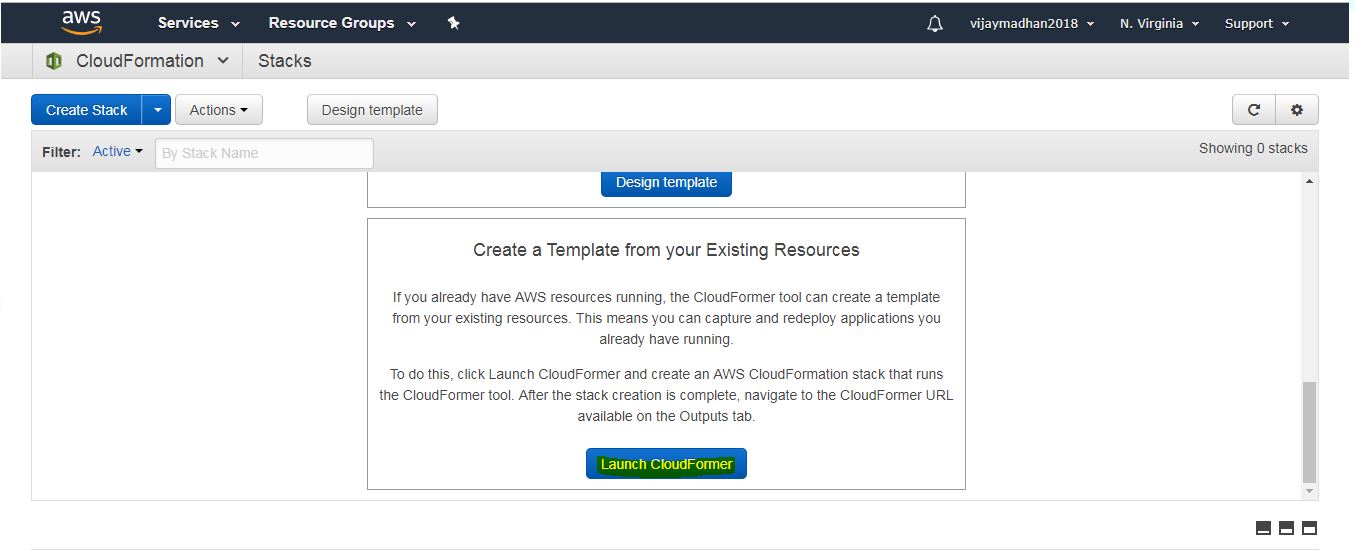 aws Services Resource Groups vijaymadhan2018 N. Virginia Support
CloudFormation Stacks
Create Stack Actions Design template
Filter: Active By Stack Name Showing 0 stacks
Design template
Create a Template from your Existing Resources
If you already have AWS resources running, the CloudFormer tool can create a template
from your existing resources. This means you can capture and redeploy applications you
already have running.
To do this, click Launch CloudFormer and create an AWS CloudFormation stack that runs
the CloudFormer tool. After the stack creation is complete, navigate to the CloudFormer URL
available on the Outputs tab.
Launch CloudFormer